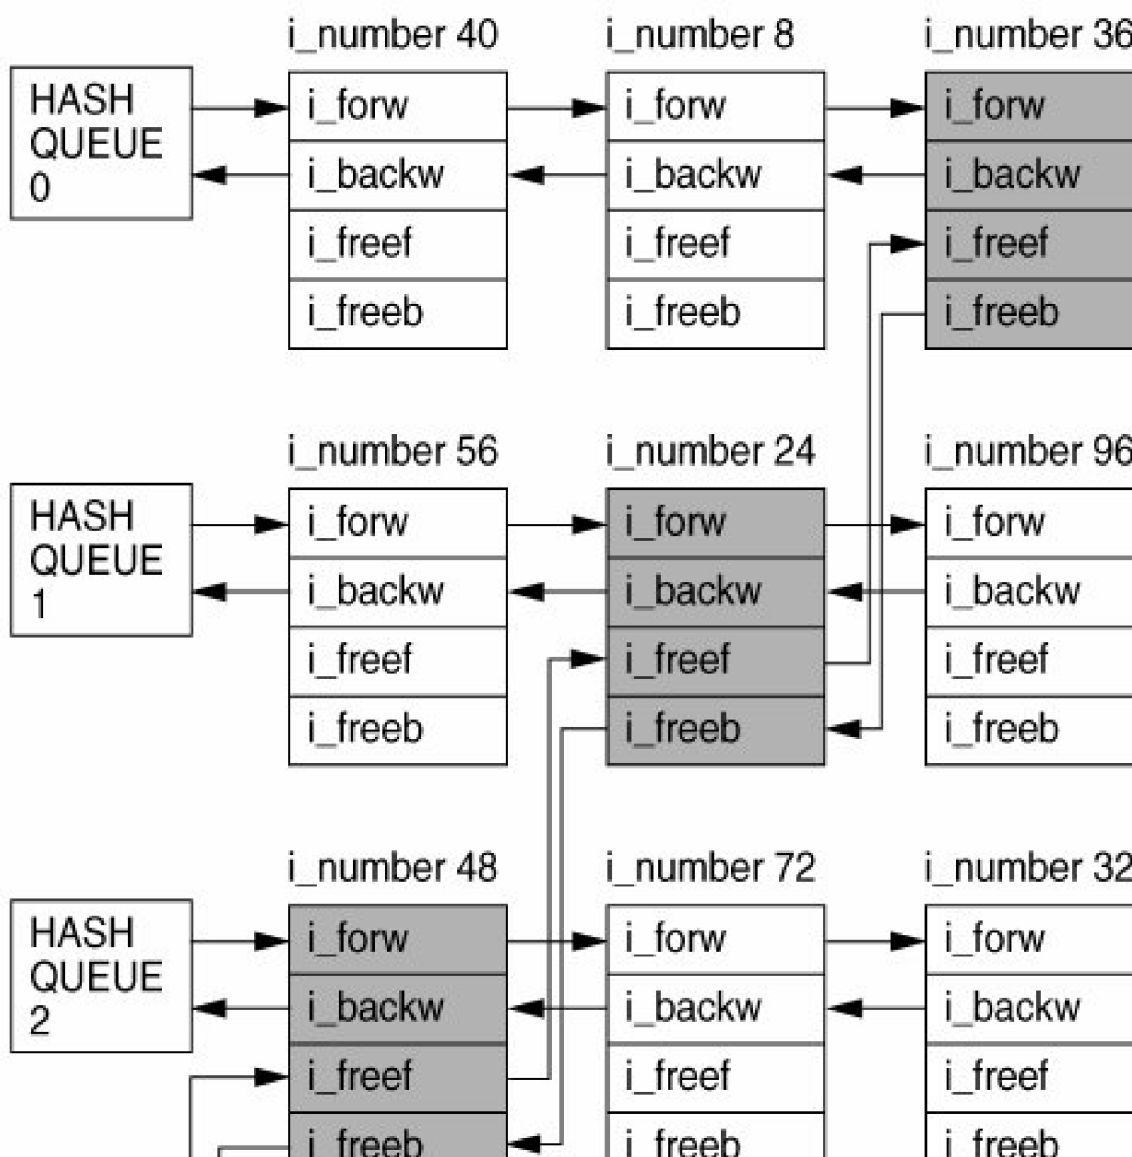 i_number 40 i_number 8 i_number 36
HASH QUEUE 0
i_forw i_forw i_forw
i_backw i_backw i_backw
i_freef i_freef i_freef
i_freeb i_freeb i_freeb
i_number 56 i_number 24 i_number 96
HASH QUEUE 1
i_forw i_forw i_forw
i_backw i_backw i_backw
i_freef i_freef i_freef
i_freeb i_freeb i_freeb
i_number 48 i_number 72 i_number 32
HASH QUEUE 2
i_forw i_forw i_forw
i_backw i_backw i_backw
i_freef i_freef i_freef
i_freeb i_freeb i_freeb